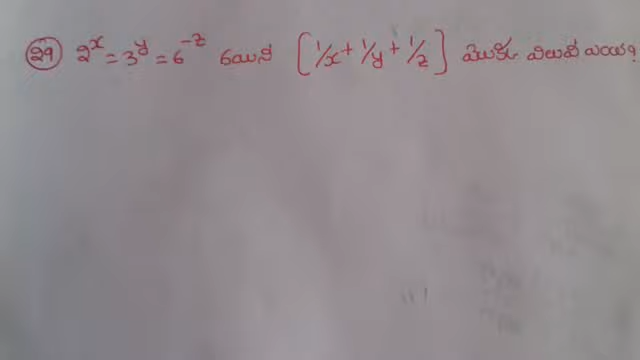 29 2^x = 3^y = 6^-z అయిన [1/x + 1/y + 1/z] యొక్క విలువ ఎంత?